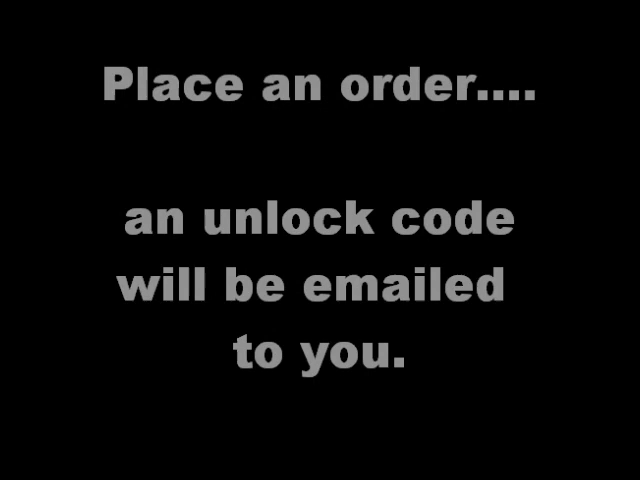 Place an order....
an unlock code
will be emailed
to you.